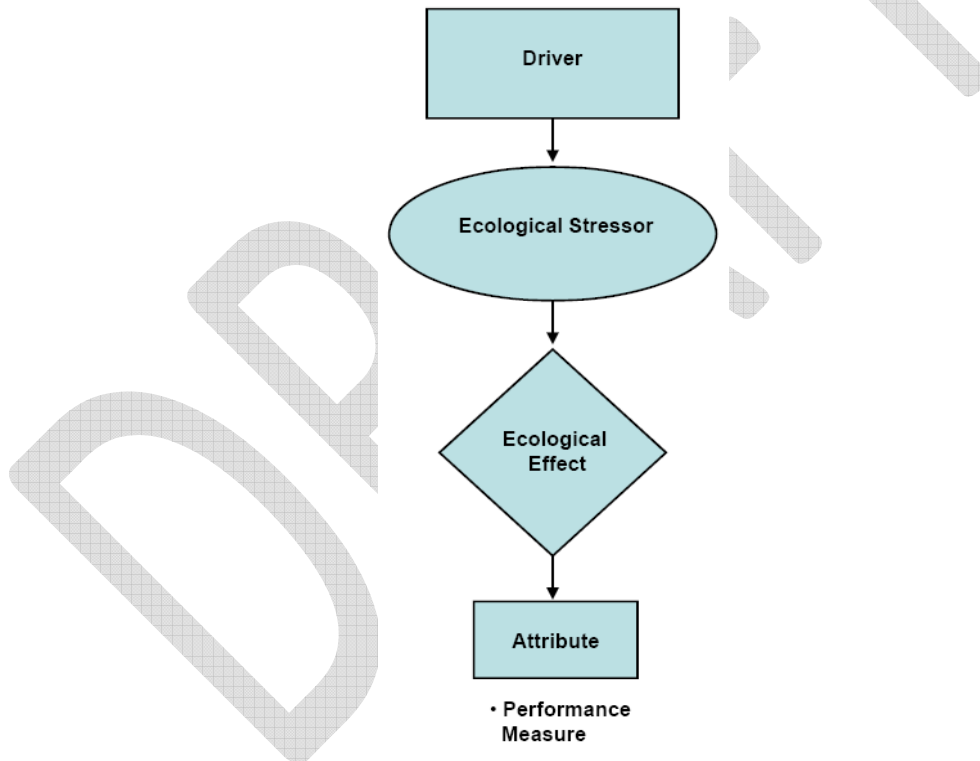 Driver
Ecological Stressor
Ecological
Effect
Attribute
• Performance
Measure